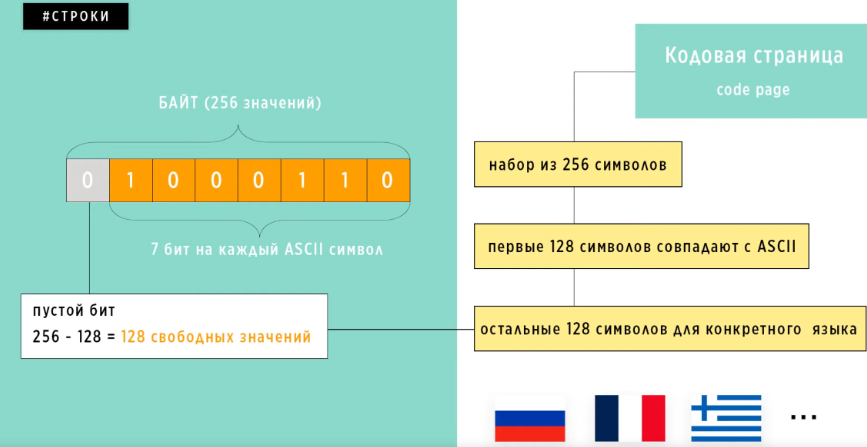 #СТРОКИ
БАЙТ (256 значений)
0 1 0 0 0 1 1 0
7 бит на каждый ASCII символ
пустой бит
256 - 128 = 128 свободных значений
Кодовая страница
code page
набор из 256 символов
первые 128 символов совпадают с ASCII
остальные 128 символов для конкретного языка
...